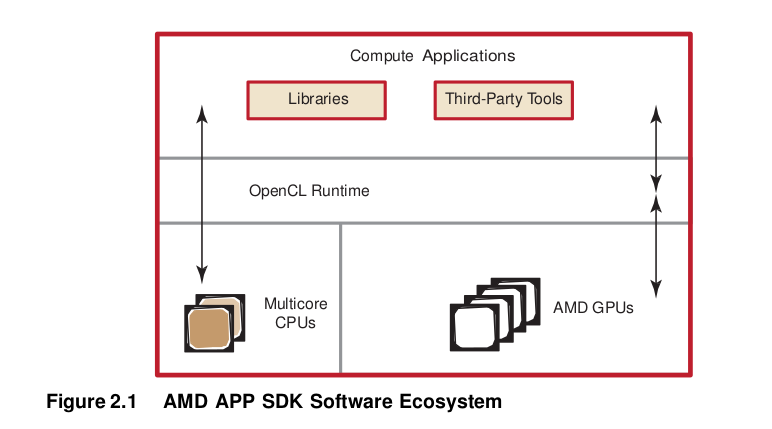 Compute Applications
Libraries
Third-Party Tools
OpenCL Runtime
Multicore
CPUs
AMD GPUs
Figure 2.1 AMD APP SDK Software Ecosystem